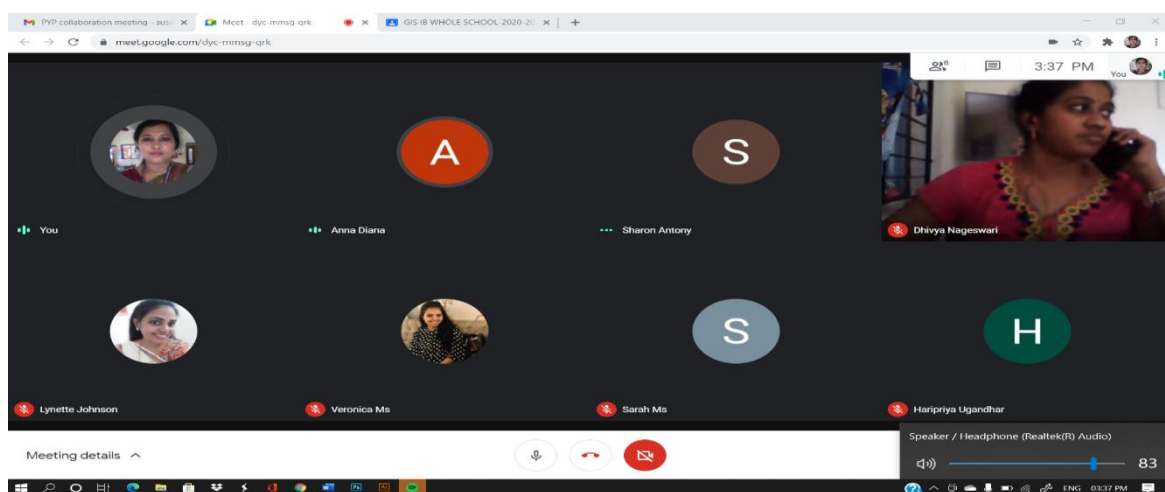 PYP collaboration meeting - sus
Meet - dyc-mmsg-qrk
GIS IB WHOLE SCHOOL-2020-20
meet.google.com/dyc-mmsg-qrk
8
3:37 PM
You
A
S
You
Anna Diana
Sharon Antony
Dhivya Nageswari
S
H
Lynette Johnson
Veronica Ms
Sarah Ms
Haripriya Ugandhar
Speaker / Headphone (Realtek(R) Audio)
83
Meeting details
ENG 03:37 PM